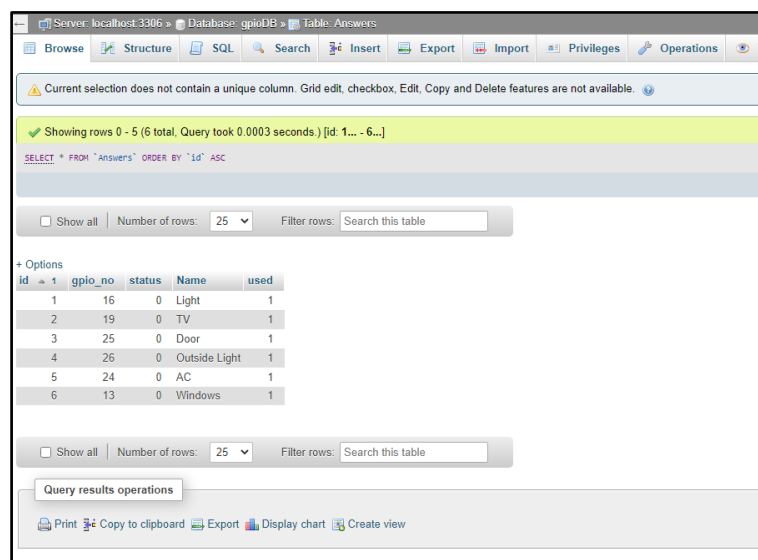 ← Server: localhost:3306 » Database: gpioDB » Table: Answers
Browse Structure SQL Search Insert Export Import Privileges Operations
Current selection does not contain a unique column. Grid edit, checkbox, Edit, Copy and Delete features are not available.
Showing rows 0 - 5 (6 total, Query took 0.0003 seconds.) [id: 1... - 6...]
SELECT * FROM `Answers` ORDER BY `id` ASC
Show all | Number of rows: 25 Filter rows: Search this table
+ Options
id 1 gpio_no status Name used
1 16 0 Light 1
2 19 0 TV 1
3 25 0 Door 1
4 26 0 Outside Light 1
5 24 0 AC 1
6 13 0 Windows 1
Show all | Number of rows: 25 Filter rows: Search this table
Query results operations
Print Copy to clipboard Export Display chart Create view